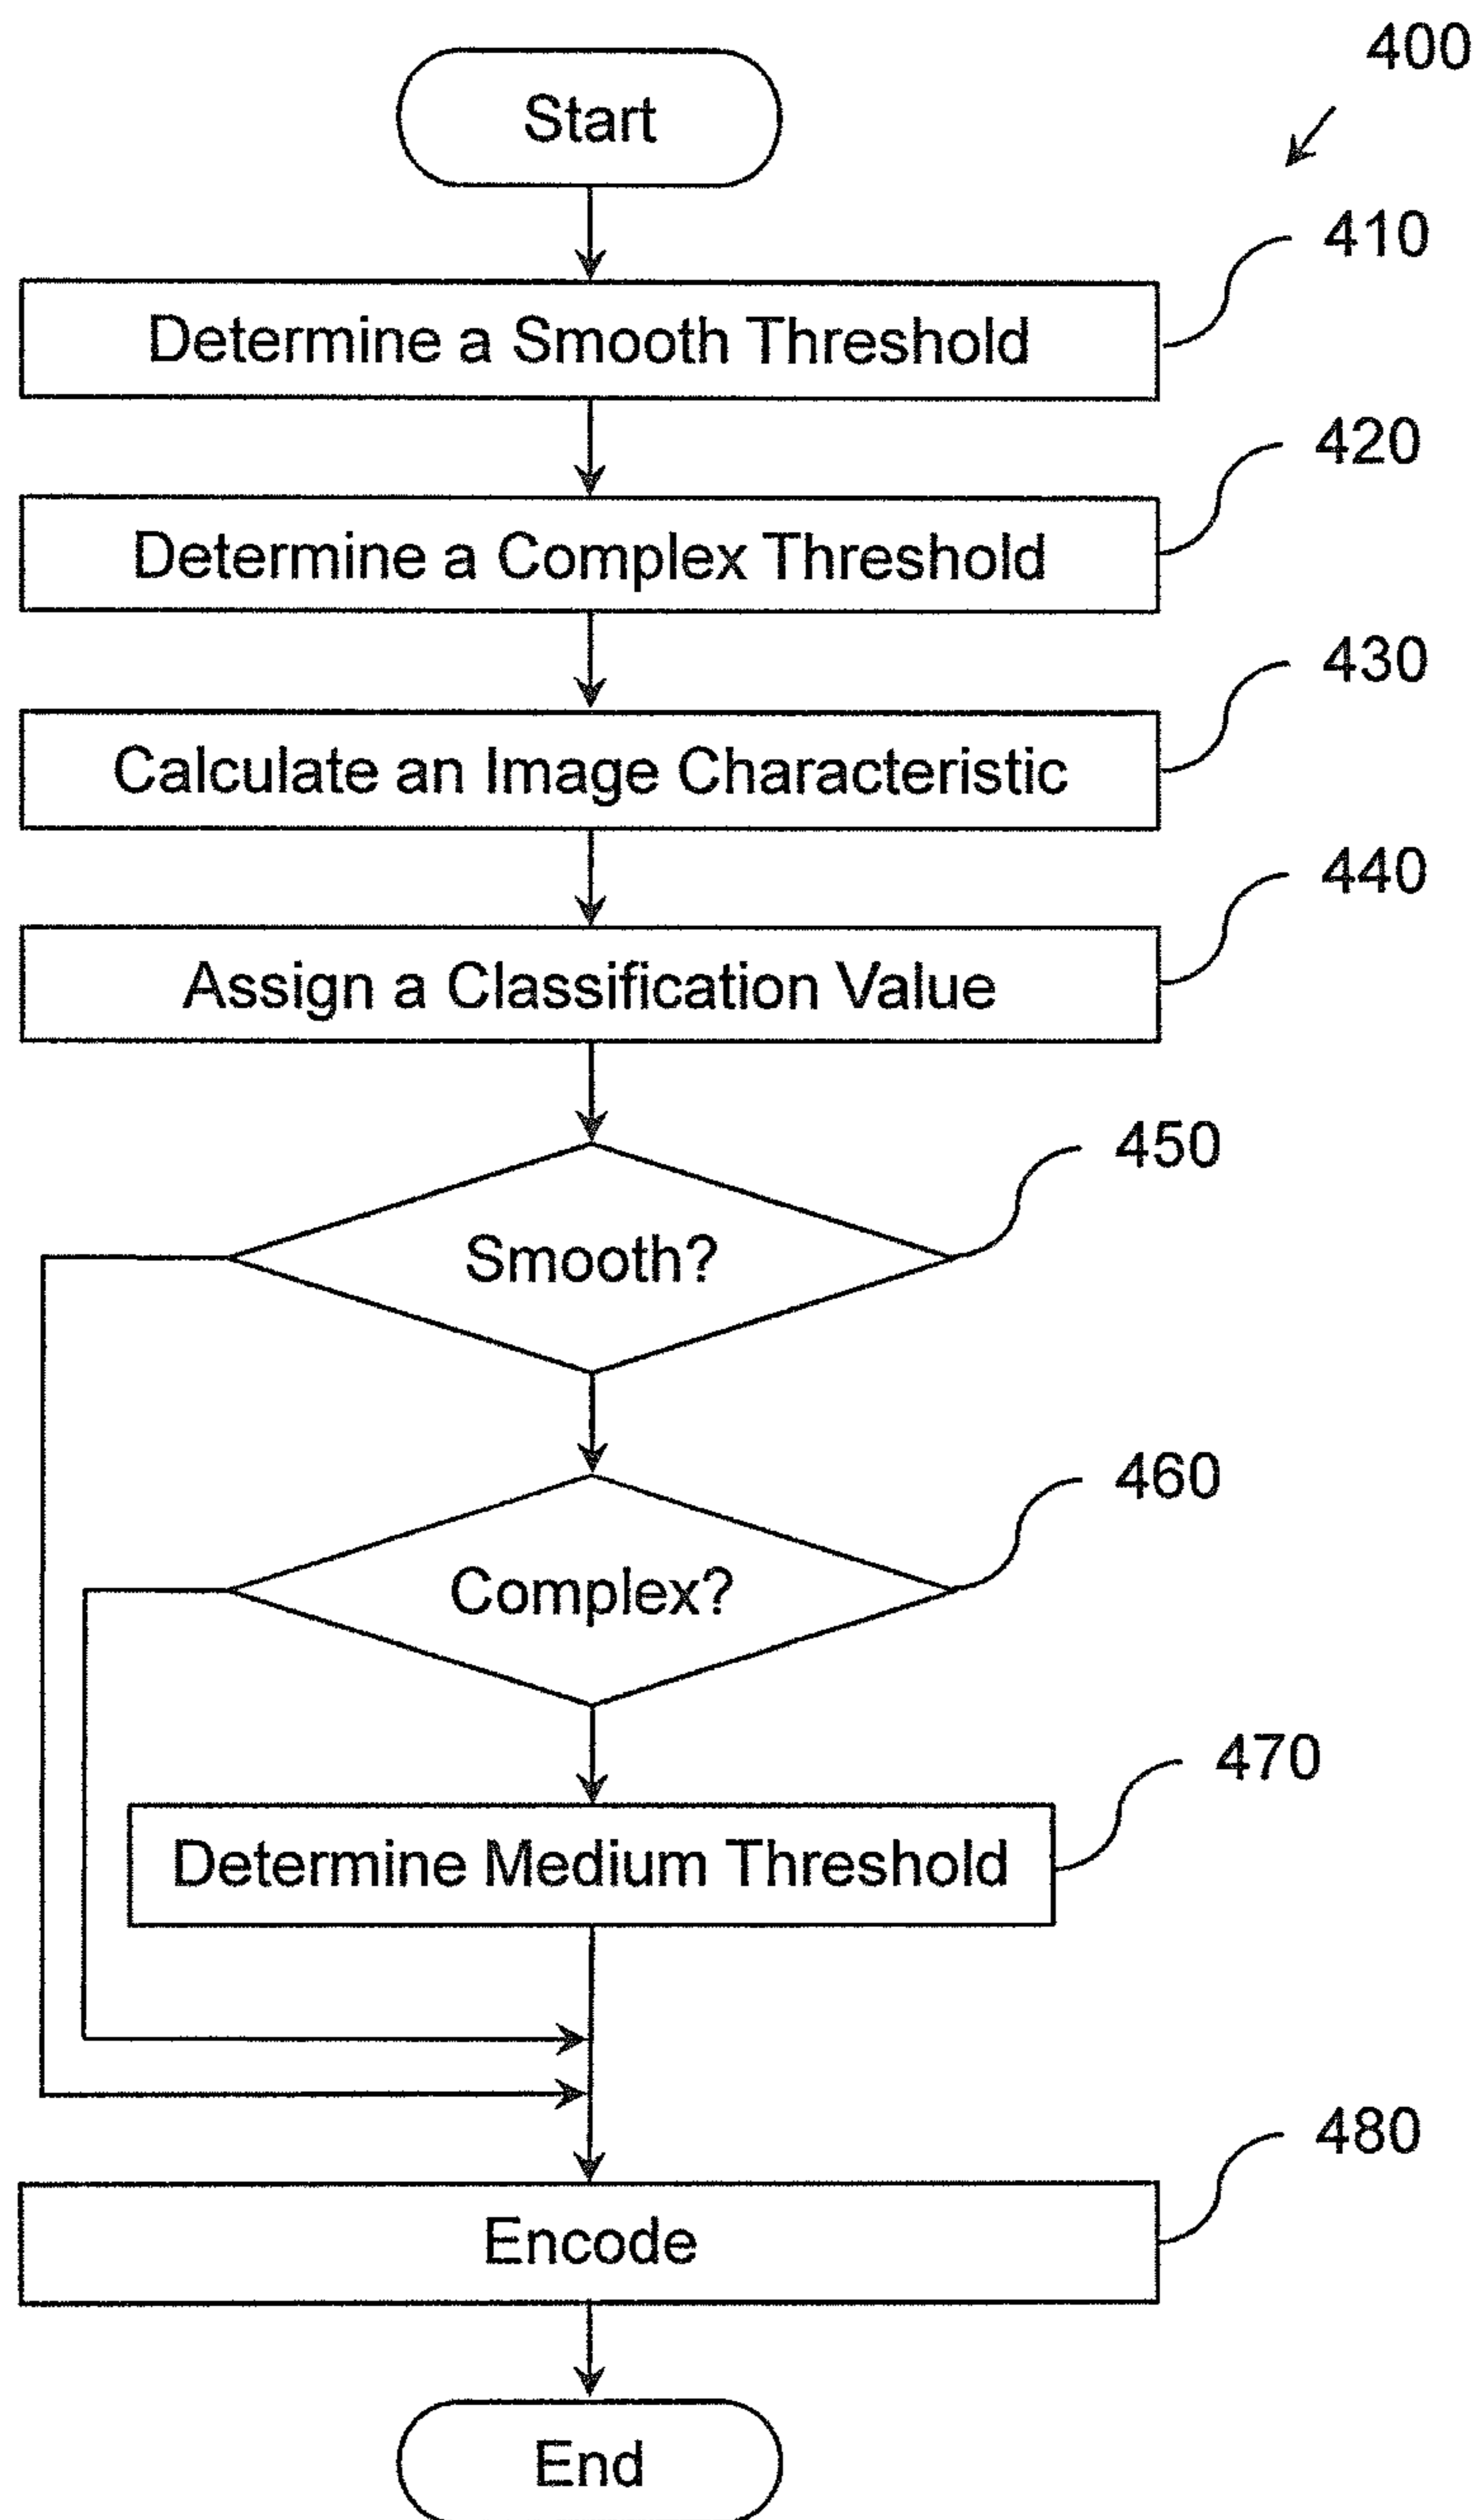 400
Start
410
Determine a Smooth Threshold
420
Determine a Complex Threshold
430
Calculate an Image Characteristic
440
Assign a Classification Value
450
Smooth?
460
Complex?
470
Determine Medium Threshold
480
Encode
End